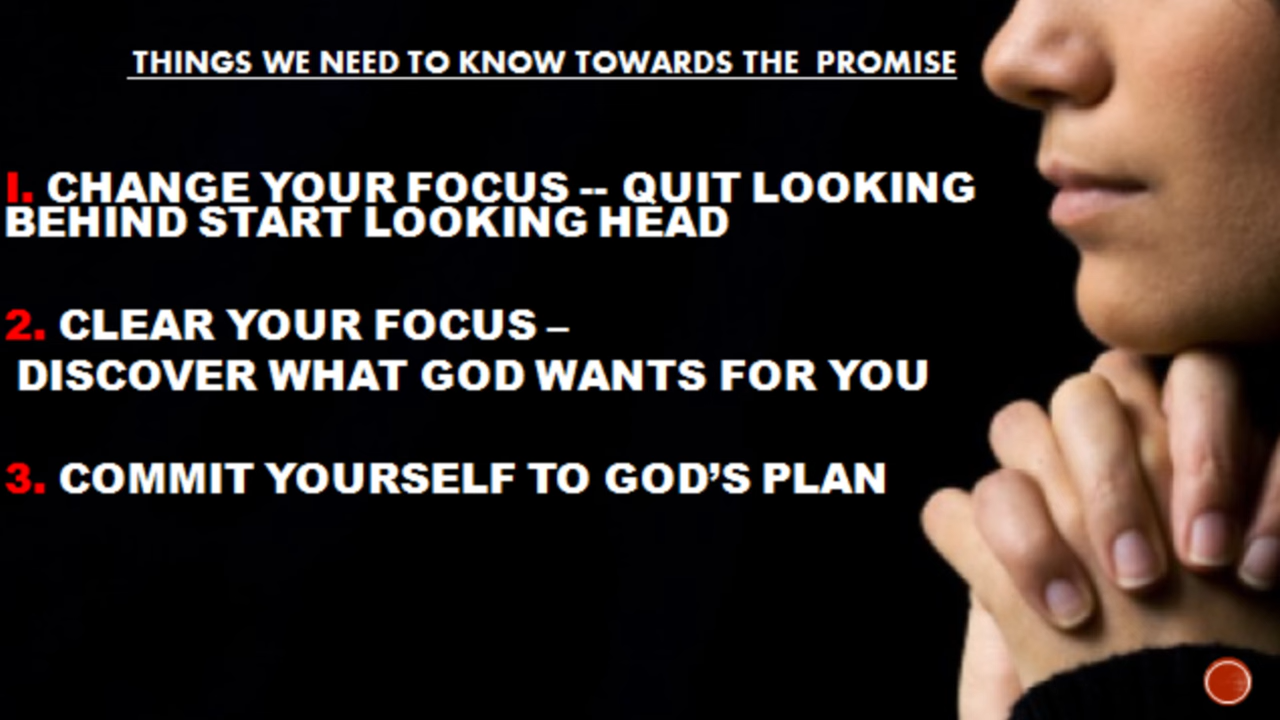 THINGS WE NEED TO KNOW TOWARDS THE PROMISE
I. CHANGE YOUR FOCUS -- QUIT LOOKING
BEHIND START LOOKING HEAD
2. CLEAR YOUR FOCUS –
DISCOVER WHAT GOD WANTS FOR YOU
3. COMMIT YOURSELF TO GOD’S PLAN